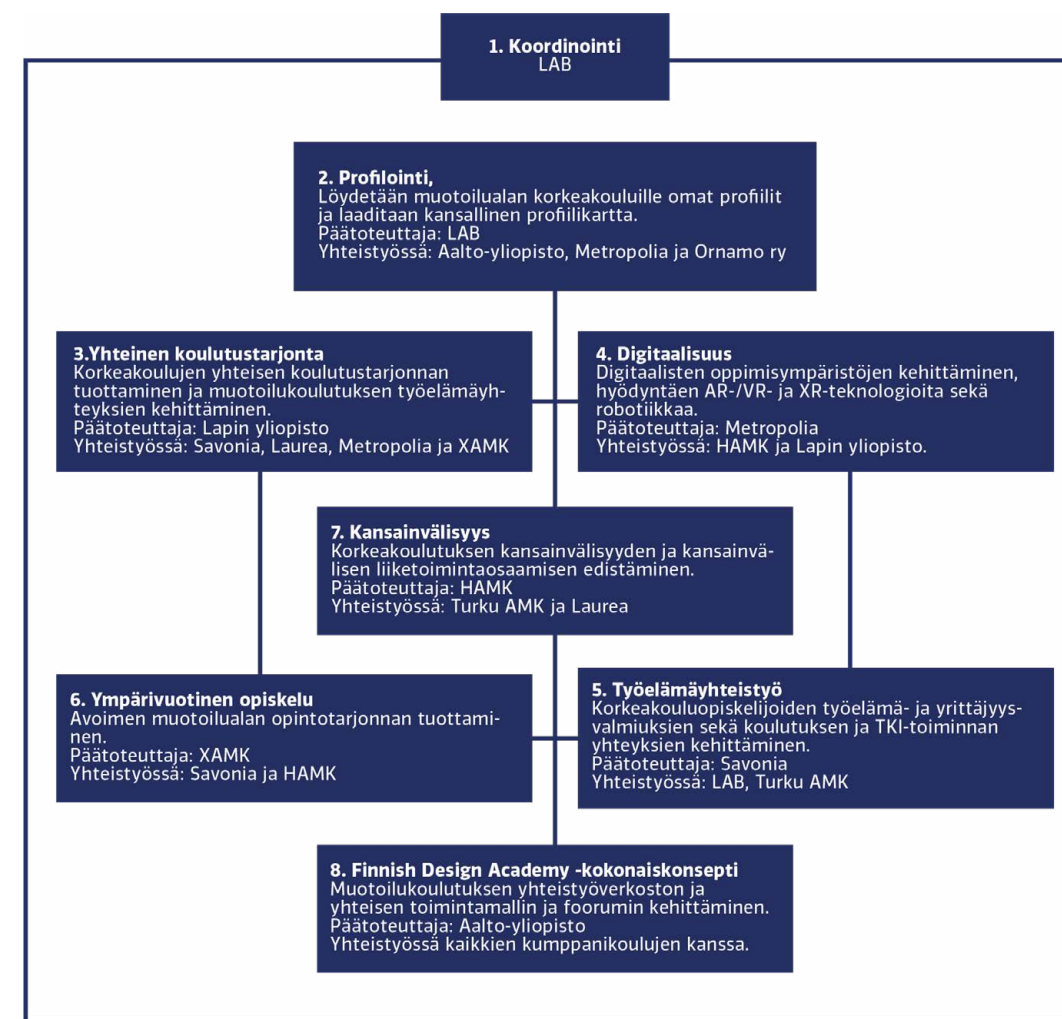 1. Koordinointi
LAB
2. Profilointi,
Löydetään muotoilualan korkeakouluille omat profiilit
ja laaditaan kansallinen profiilikartta.
Päätoteuttaja: LAB
Yhteistyössä: Aalto-yliopisto, Metropolia ja Ornamo ry
3.Yhteinen koulutustarjonta
Korkeakoulujen yhteisen koulutustarjonnan
tuottaminen ja muotoilukoulutuksen työelämäyh-
teyksien kehittäminen.
Päätoteuttaja: Lapin yliopisto
Yhteistyössä: Savonia, Laurea, Metropolia ja XAMK
4. Digitaalisuus
Digitaalisten oppimisympäristöjen kehittäminen,
hyödyntäen AR-/VR- ja XR-teknologioita sekä
robotiikkaa.
Päätoteuttaja: Metropolia
Yhteistyössä: HAMK ja Lapin yliopisto.
7. Kansainvälisyys
Korkeakoulutuksen kansainvälisyyden ja kansainvä-
lisen liiketoimintaosaamisen edistäminen.
Päätoteuttaja: HAMK
Yhteistyössä: Turku AMK ja Laurea
6. Ympärivuotinen opiskelu
Avoimen muotoilualan opintotarjonnan tuottami-
nen.
Päätoteuttaja: XAMK
Yhteistyössä: Savonia ja HAMK
5. Työelämäyhteistyö
Korkeakouluopiskelijoiden työelämä- ja yrittäjyys-
valmiuksien sekä koulutuksen ja TKI-toiminnan
yhteyksien kehittäminen.
Päätoteuttaja: Savonia
Yhteistyössä: LAB, Turku AMK
8. Finnish Design Academy -kokonaiskonsepti
Muotoilukoulutuksen yhteistyöverkoston ja
yhteisen toimintamallin ja foorumin kehittäminen.
Päätoteuttaja: Aalto-yliopisto
Yhteistyössä kaikkien kumppanikoulujen kanssa.